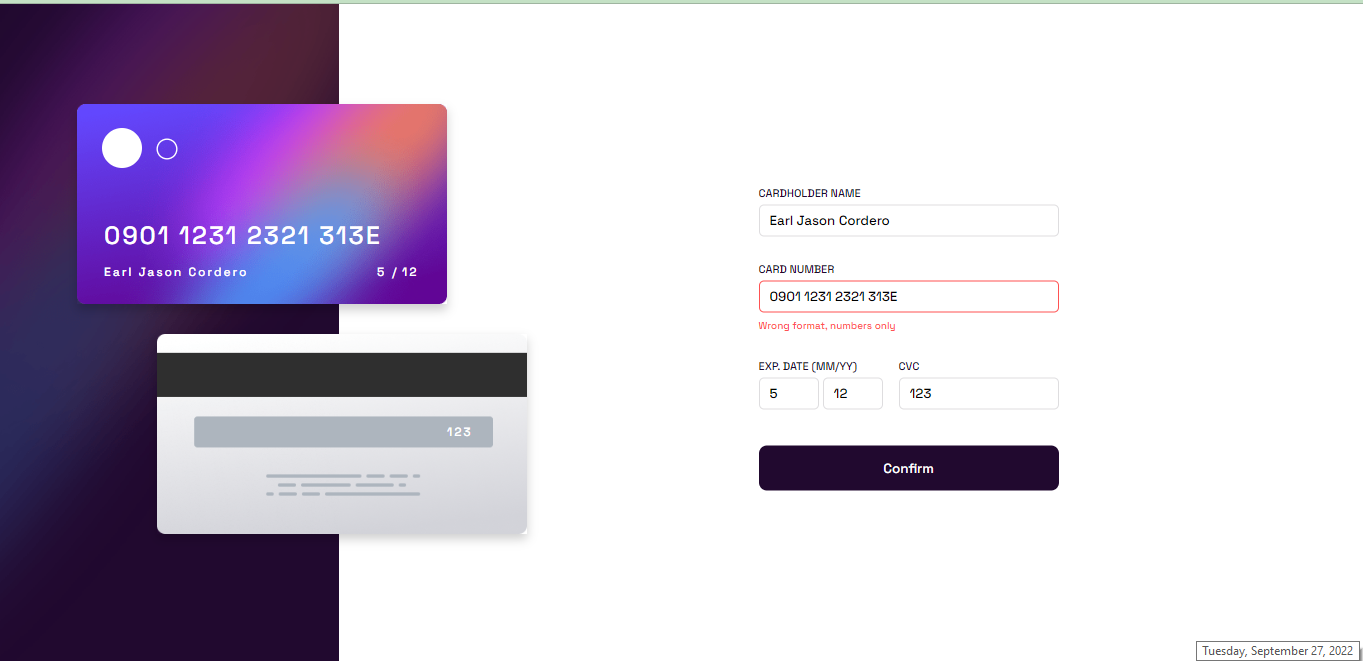 0901 1231 2321 313E
Earl Jason Cordero 5 / 12
123
CARDHOLDER NAME
Earl Jason Cordero
CARD NUMBER
0901 1231 2321 313E
Wrong format, numbers only
EXP. DATE (MM/YY) CVC
5 12 123
Confirm
Tuesday, September 27, 2022